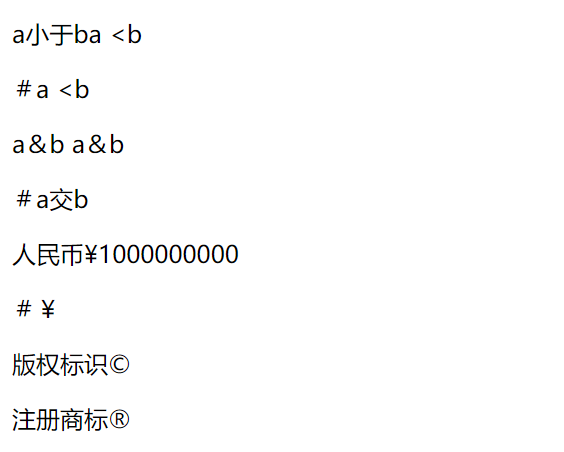 a小于ba <b
＃a <b
a＆b a＆b
＃a交b
人民币¥1000000000
＃￥
版权标识©
注册商标®